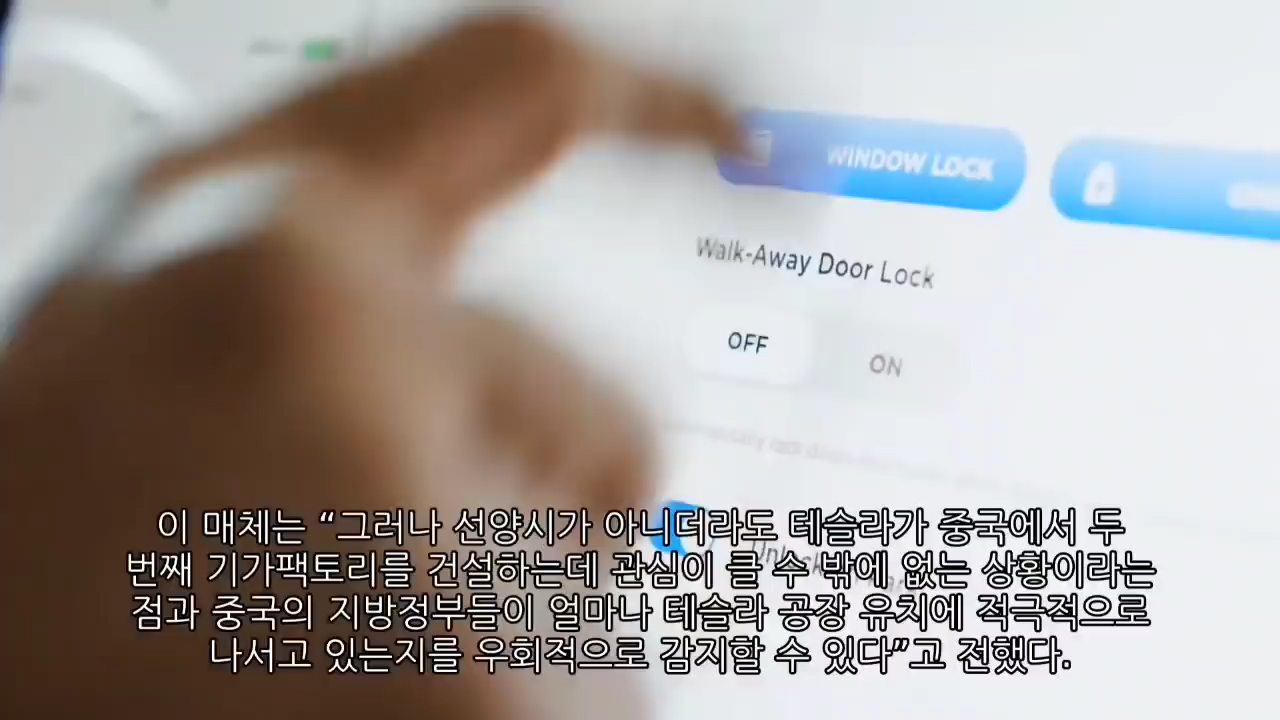 WINDOW LOCK
Walk-Away Door Lock
OFF ON
이 매체는 “그러나 선양시가 아니더라도 테슬라가 중국에서 두
번째 기가팩토리를 건설하는데 관심이 클 수 밖에 없는 상황이라는
점과 중국의 지방정부들이 얼마나 테슬라 공장 유치에 적극적으로
나서고 있는지를 우회적으로 감지할 수 있다”고 전했다.